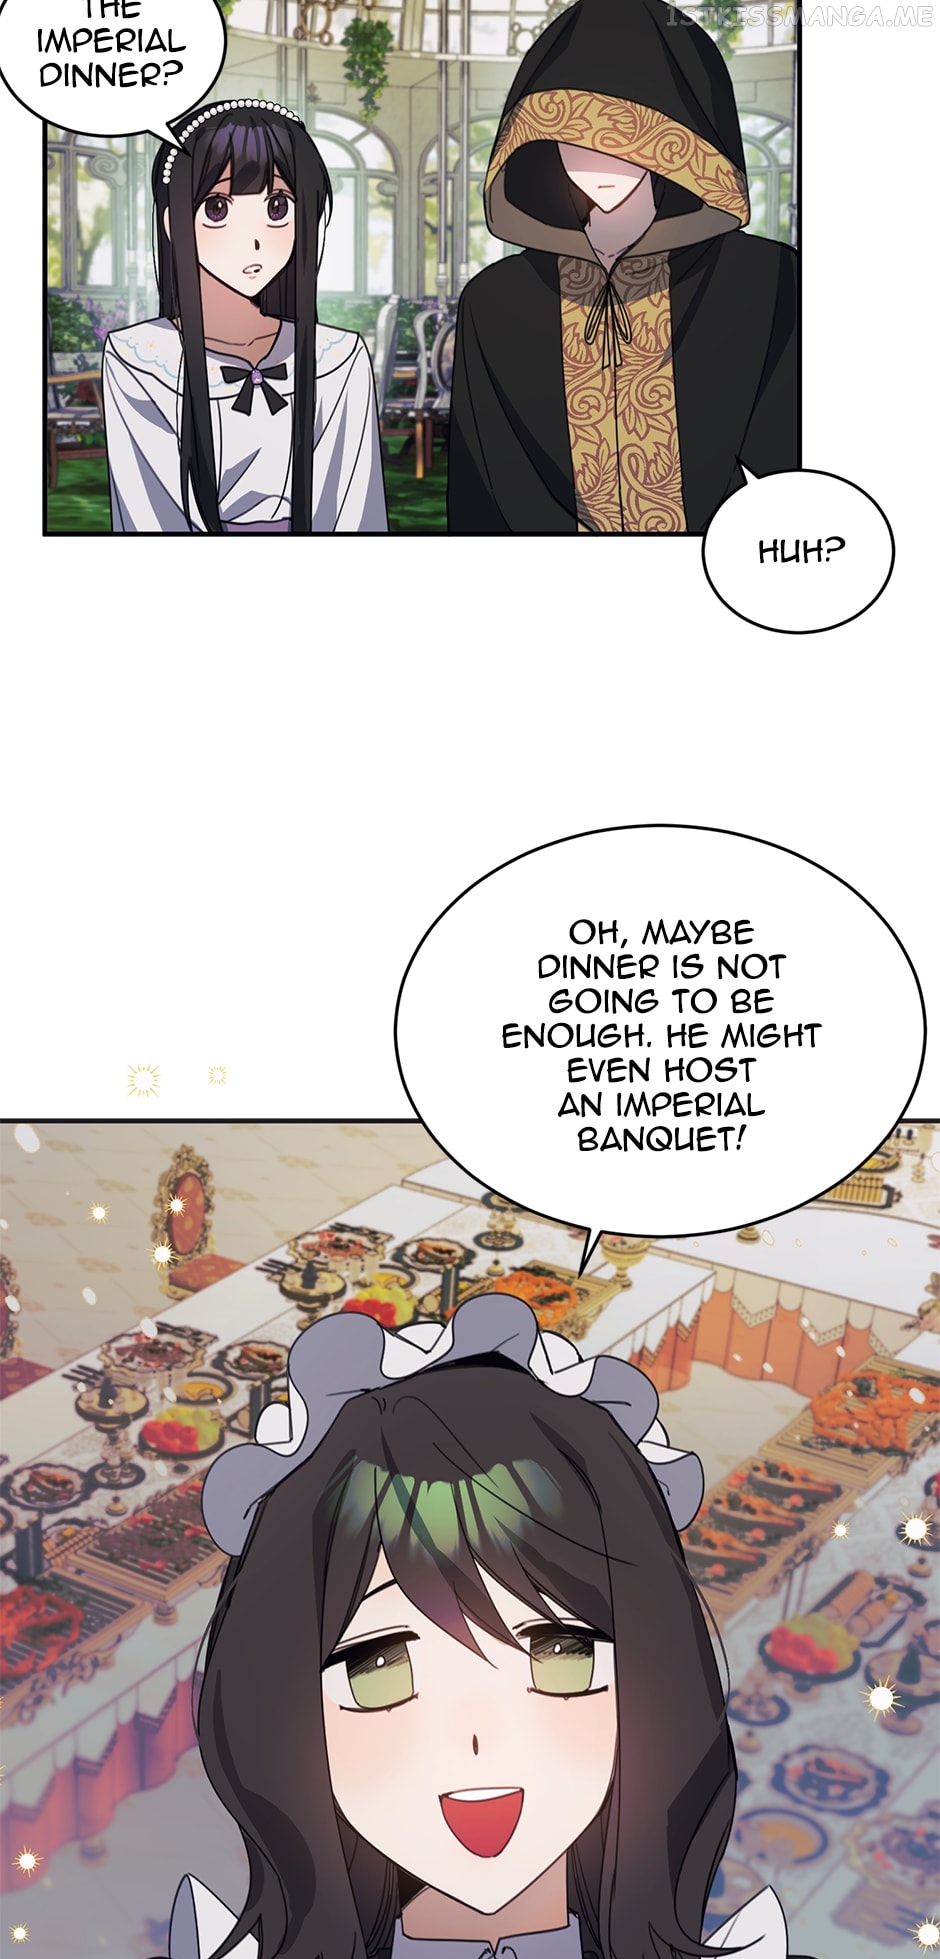 1STKISSMANGA.ME
THE
IMPERIAL
DINNER?
HUH?
OH, MAYBE
DINNER IS NOT
GOING TO BE
ENOUGH. HE MIGHT
EVEN HOST
AN IMPERIAL
BANQUET!